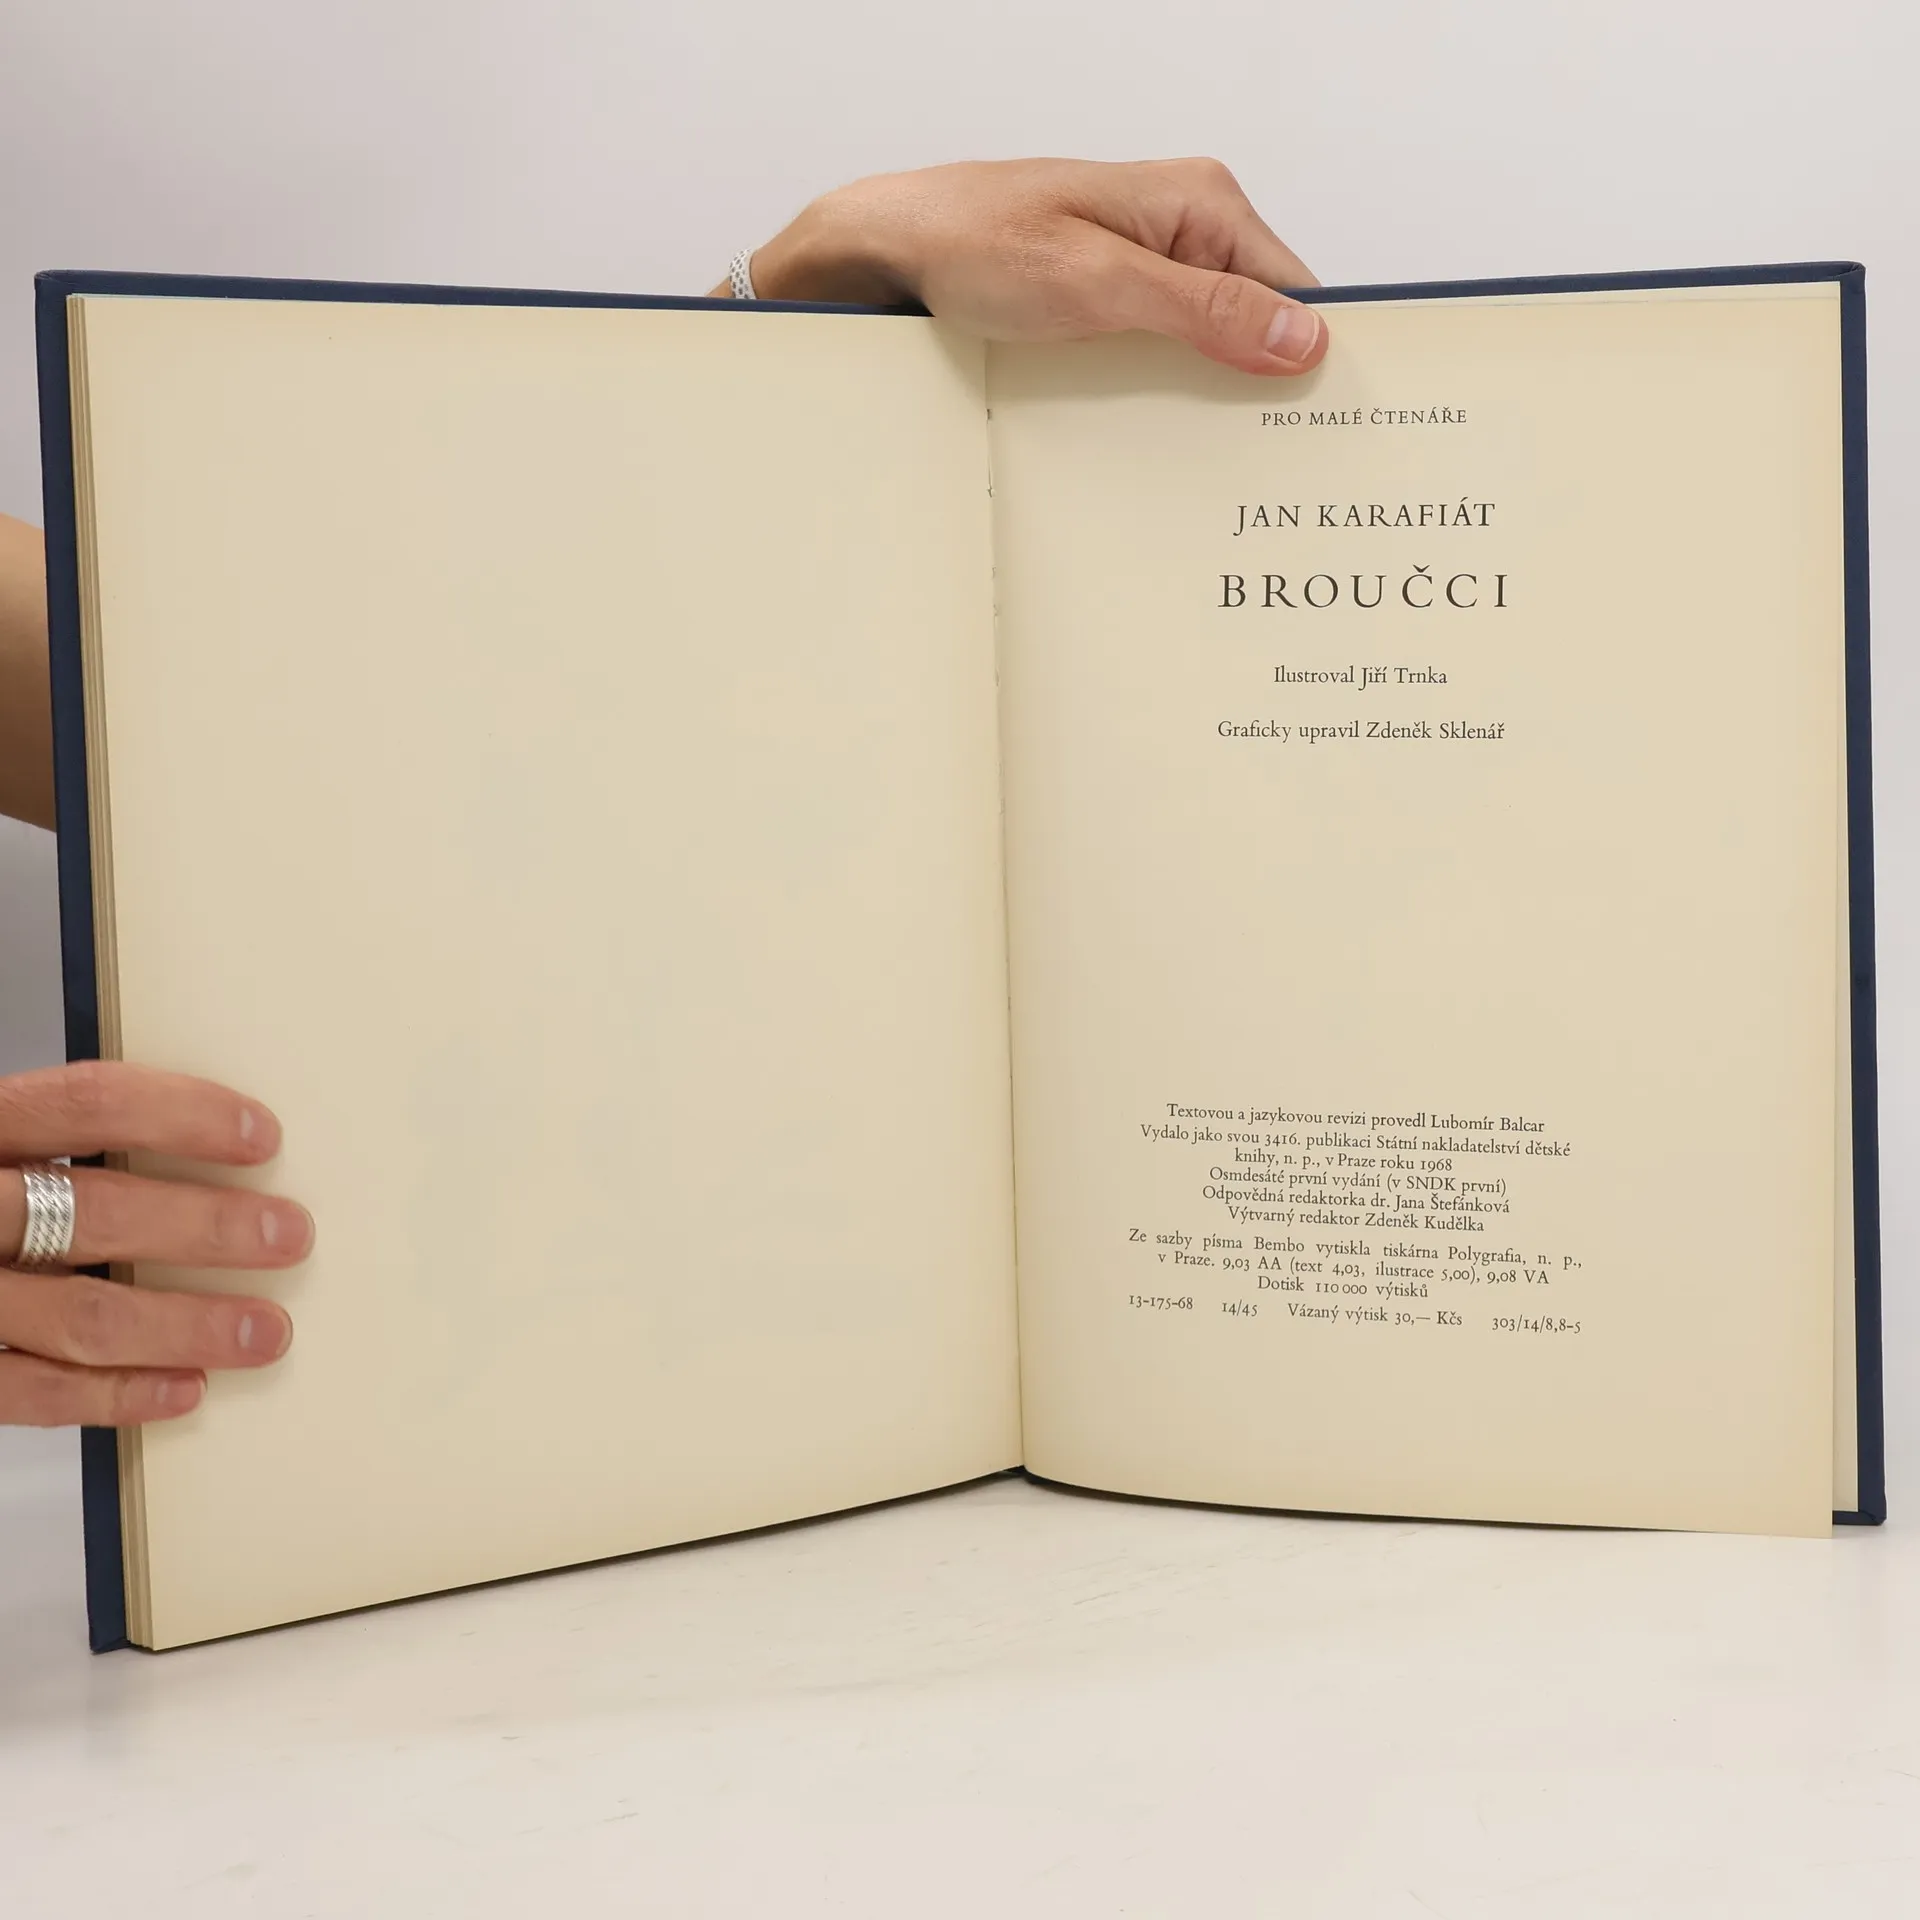 PRO MALÉ ČTENÁŘE
JAN KARAFIÁT
BROUČCI
Ilustroval Jiří Trnka
Graficky upravil Zdeněk Sklenář
Textovou a jazykovou revizi provedl Lubomír Balcar
Vydalo jako svou 3416. publikaci Státní nakladatelství dětské
knihy, n. p., v Praze roku 1968
Osmdesáté první vydání (v SNDK první)
Odpovědná redaktorka dr. Jana Štefánková
Výtvarný redaktor Zdeněk Kudělka
Ze sazby písma Bembo vytiskla tiskárna Polygrafia, n. p.,
v Praze. 9,03 AA (text 4,03, ilustrace 5,00), 9,08 VA
Dotisk 110 000 výtisků
13-175-68 14/45 Vázaný výtisk 30,— Kčs 303/14/8,8-5